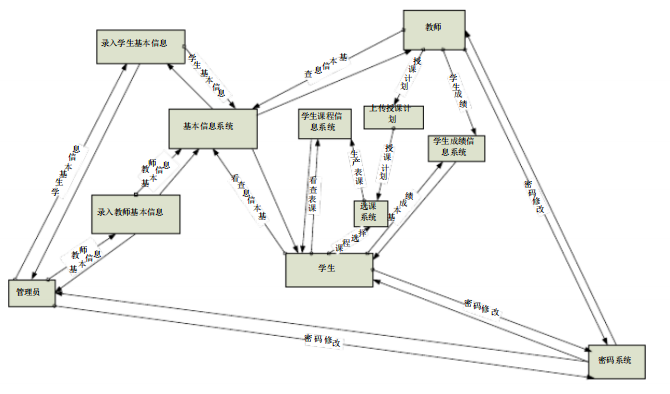 教师
录入学生基本信息
学生基本信息
查息信本基
授课计划
学生成绩
基本信息系统
学生课程信
息系统
上传授课计
划
学生成绩信
息系统
息信本基生学
教师
基本信息
看查息信本基
看查表课
生产表课
授课计划
基本成绩
密码修改
录入教师基本信息
选课
系统
课程选择
教师
基本信息
学生
管理员
密码修改
密码修改
密码系统